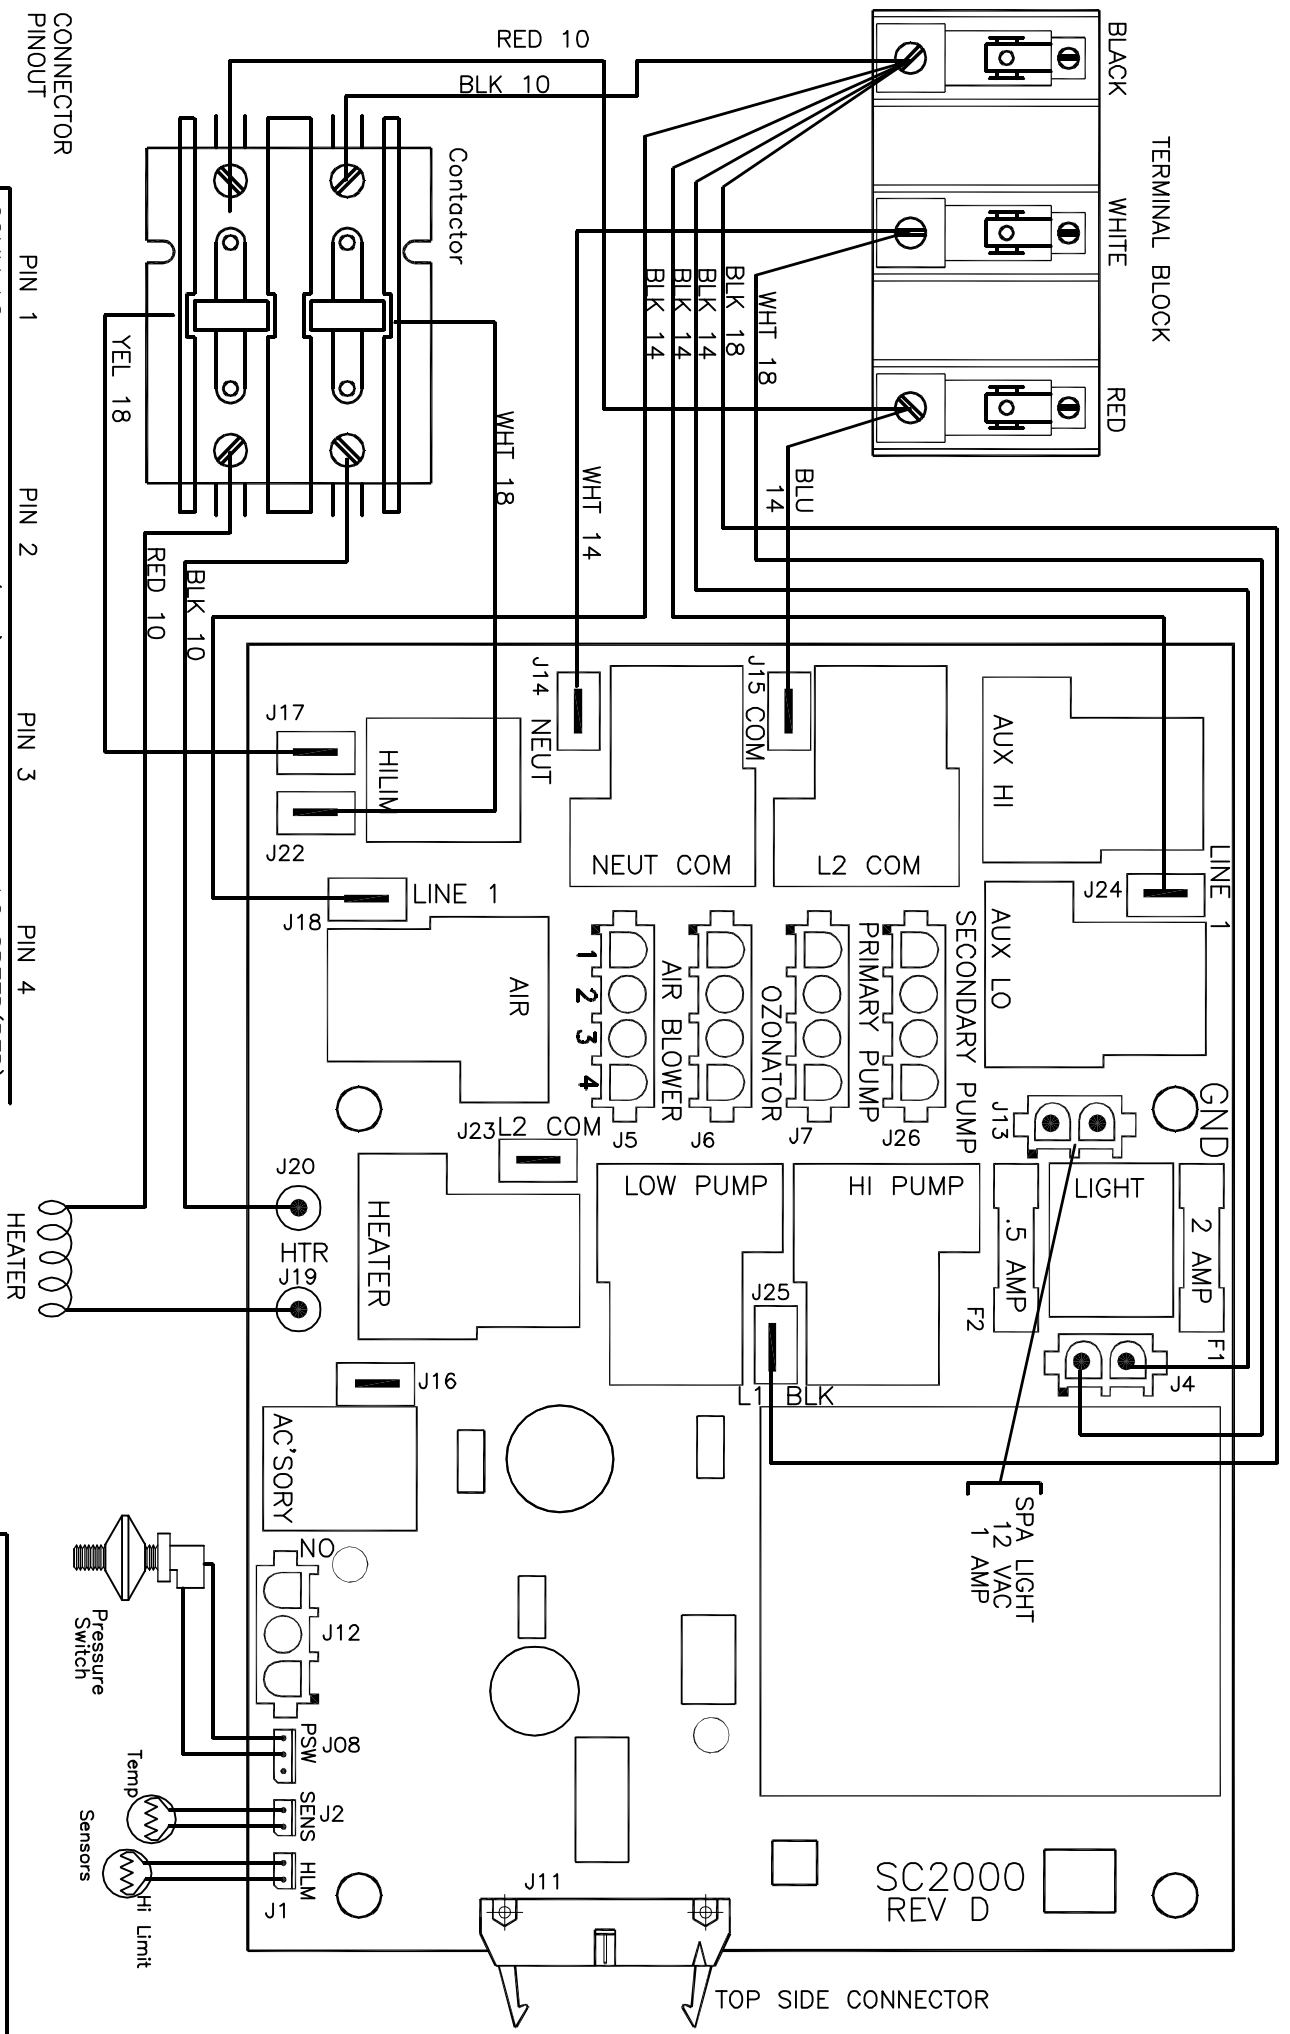 TERMINAL BLOCK
BLACK
WHITE
RED
RED 10
BLK 10
Contactor
CONNECTOR
PINOUT
PIN 1
PIN 2
PIN 3
PIN 4
BLK 14
BLK 14
BLK 14
BLK 18
WHT 18
BLU
14
WHT 14
WHT 18
YEL 18
RED 10
BLK 10
J17
J22
HILIM
J14 NEUT
J15 COM
NEUT COM
L2 COM
AUX HI
LINE 1
J24
J18
LINE 1
AIR
AUX LO
1
2
3
4
AIR BLOWER
OZONATOR
PRIMARY PUMP
SECONDARY PUMP
J5
J6
J7
J26
J13
GND
J23
L2 COM
J20
HTR
J19
HEATER
HEATER
LOW PUMP
HI PUMP
LIGHT
.5 AMP
F2
2 AMP
F1
J25
L1 BLK
J4
J16
AC'SORY
SPA LIGHT
12 VAC
1 AMP
NO
J12
Pressure
Switch
PSW
J08
Temp
SENS
J2
Sensors
HLM
Hi Limit
J1
J11
SC2000
REV D
TOP SIDE CONNECTOR